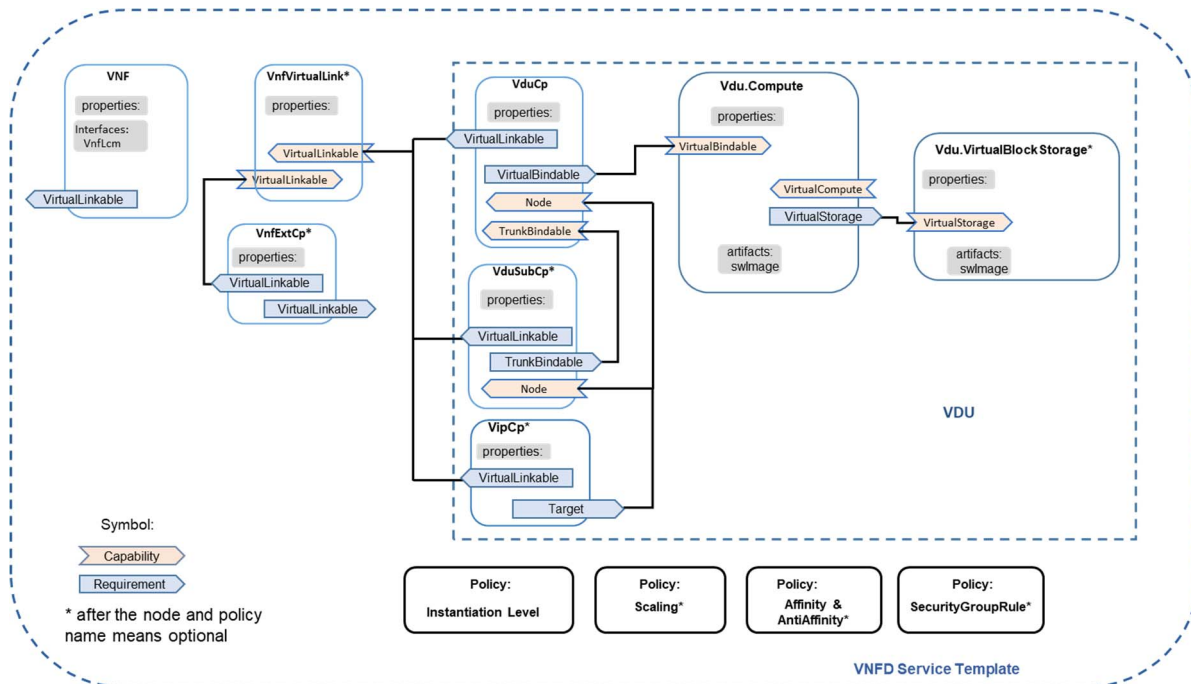 VNF
properties:
Interfaces:
VnfLcm
VirtualLinkable
VnfVirtualLink*
properties:
VirtualLinkable
VirtualLinkable
VnfExtCp*
properties:
VirtualLinkable
VirtualLinkable
VduCp
properties:
VirtualLinkable
VirtualBindable
Node
TrunkBindable
VduSubCp*
properties:
VirtualLinkable
TrunkBindable
Node
VipCp*
properties:
VirtualLinkable
Target
Vdu.Compute
properties:
VirtualBindable
VirtualCompute
VirtualStorage
artifacts:
swImage
Vdu.VirtualBlockStorage*
properties:
VirtualStorage
artifacts:
swImage
VDU
Symbol:
Capability
Requirement
* after the node and policy
name means optional
Policy:
Instantiation Level
Policy:
Scaling*
Policy:
Affinity &
AntiAffinity*
Policy:
SecurityGroupRule*
VNFD Service Template